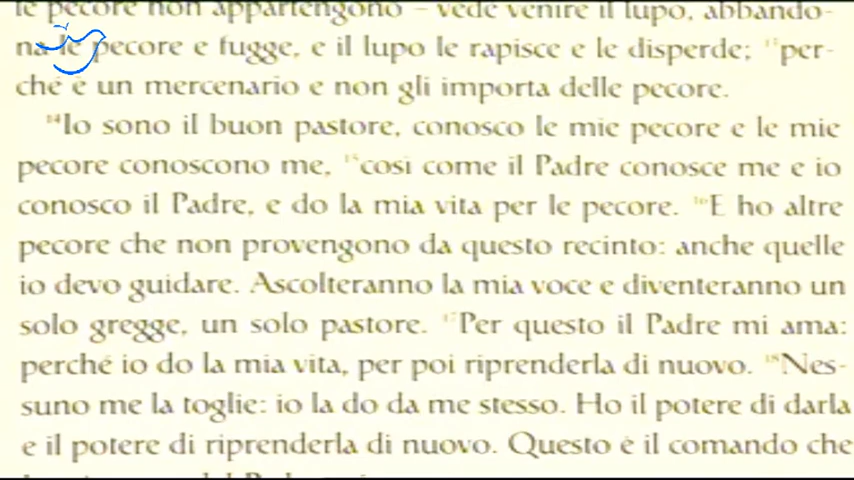 le pecore non appartengono – vede venire il lupo, abbando-
na le pecore e fugge, e il lupo le rapisce e le disperde; ¹³per-
ché è un mercenario e non gli importa delle pecore.
¹⁴Io sono il buon pastore, conosco le mie pecore e le mie
pecore conoscono me, ¹⁵così come il Padre conosce me e io
conosco il Padre, e do la mia vita per le pecore. ¹⁶E ho altre
pecore che non provengono da questo recinto: anche quelle
io devo guidare. Ascolteranno la mia voce e diventeranno un
solo gregge, un solo pastore. ¹⁷Per questo il Padre mi ama:
perché io do la mia vita, per poi riprenderla di nuovo. ¹⁸Nes-
suno me la toglie: io la do da me stesso. Ho il potere di darla
e il potere di riprenderla di nuovo. Questo è il comando che